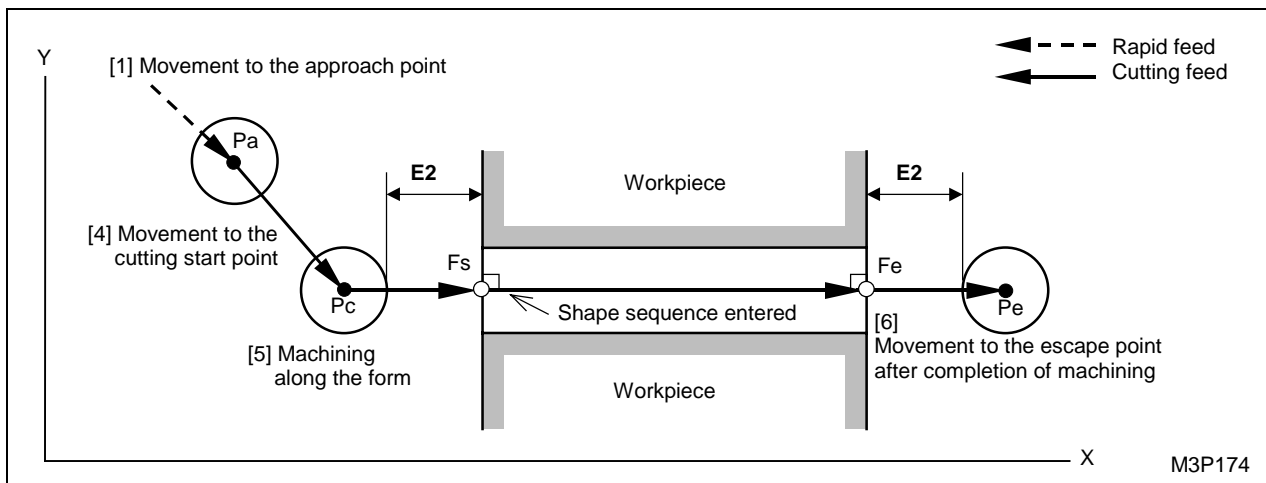 Y
[1] Movement to the approach point
Rapid feed
Cutting feed
Pa
E2
Workpiece
E2
[4] Movement to the
cutting start point
Fs
Fe
Pc
Shape sequence entered
Pe
[5] Machining
along the form
[6]
Movement to the escape point
after completion of machining
Workpiece
X
M3P174